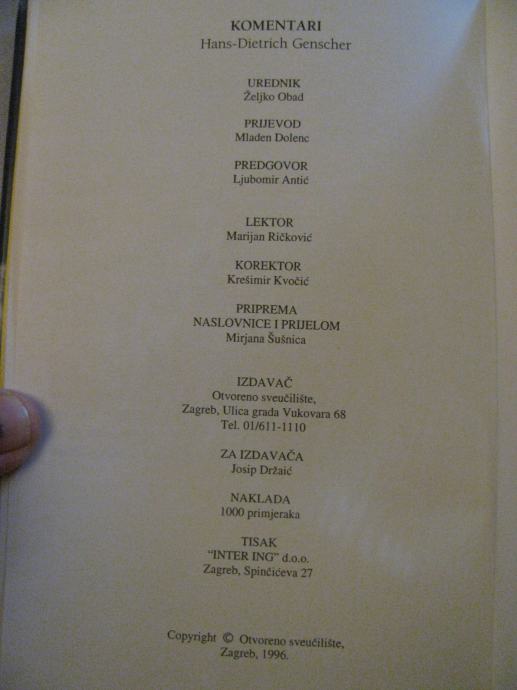 KOMENTARI
Hans-Dietrich Genscher
UREDNIK
Željko Obad
PRIJEVOD
Mladen Dolenc
PREDGOVOR
Ljubomir Antić
LEKTOR
Marijan Ričković
KOREKTOR
Krešimir Kvočić
PRIPREMA
NASLOVNICE I PRIJELOM
Mirjana Šušnica
IZDAVAČ
Otvoreno sveučilište,
Zagreb, Ulica grada Vukovara 68
Tel. 01/611-1110
ZA IZDAVAČA
Josip Držaić
NAKLADA
1000 primjeraka
TISAK
“INTER ING” d.o.o.
Zagreb, Spinčićeva 27
Copyright © Otvoreno sveučilište,
Zagreb, 1996.